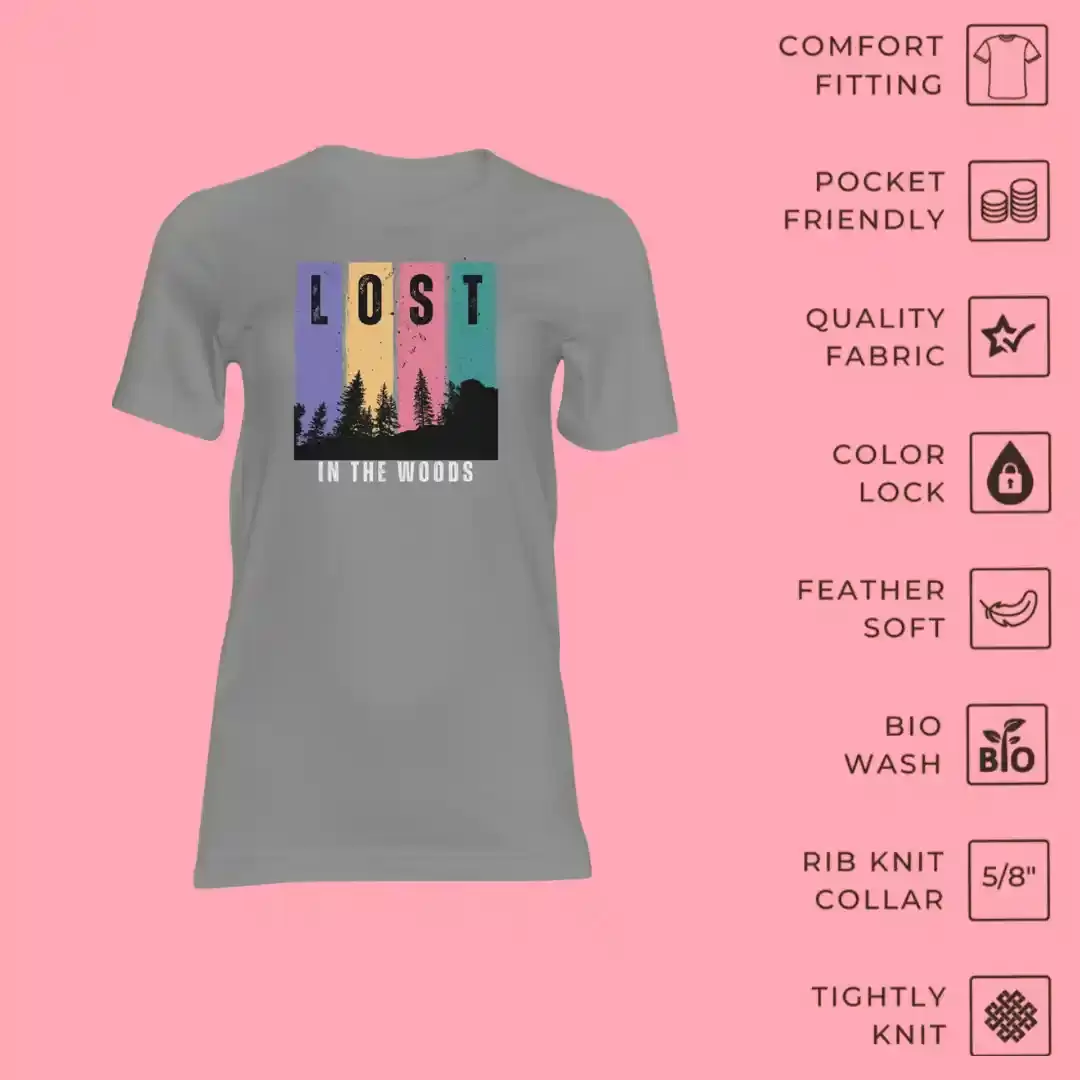 LOST
IN THE WOODS
COMFORT
FITTING
POCKET
FRIENDLY
QUALITY
FABRIC
COLOR
LOCK
FEATHER
SOFT
BIO
WASH
BIO
RIB KNIT
COLLAR
5/8"
TIGHTLY
KNIT